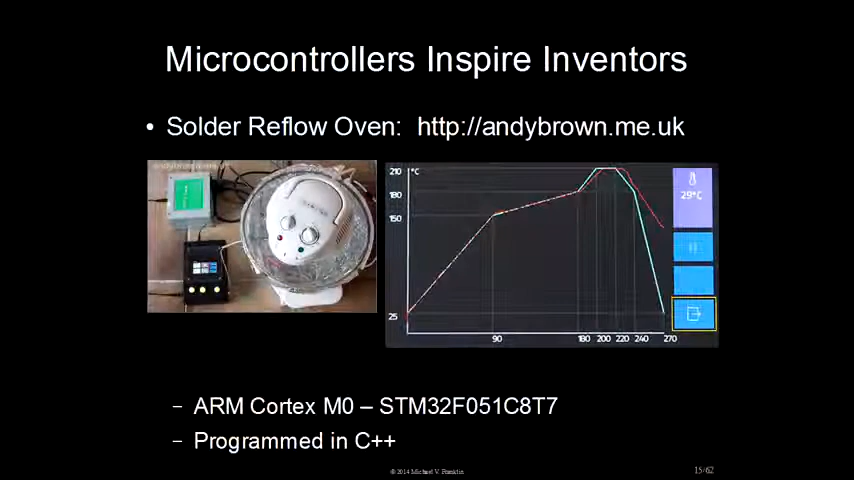 Microcontrollers Inspire Inventors
• Solder Reflow Oven: http://andybrown.me.uk
210
°C
180
150
25
90
180 200 220 240 270
29°C
– ARM Cortex M0 – STM32F051C8T7
– Programmed in C++
© 2014 Michael V. Franklin
15/62